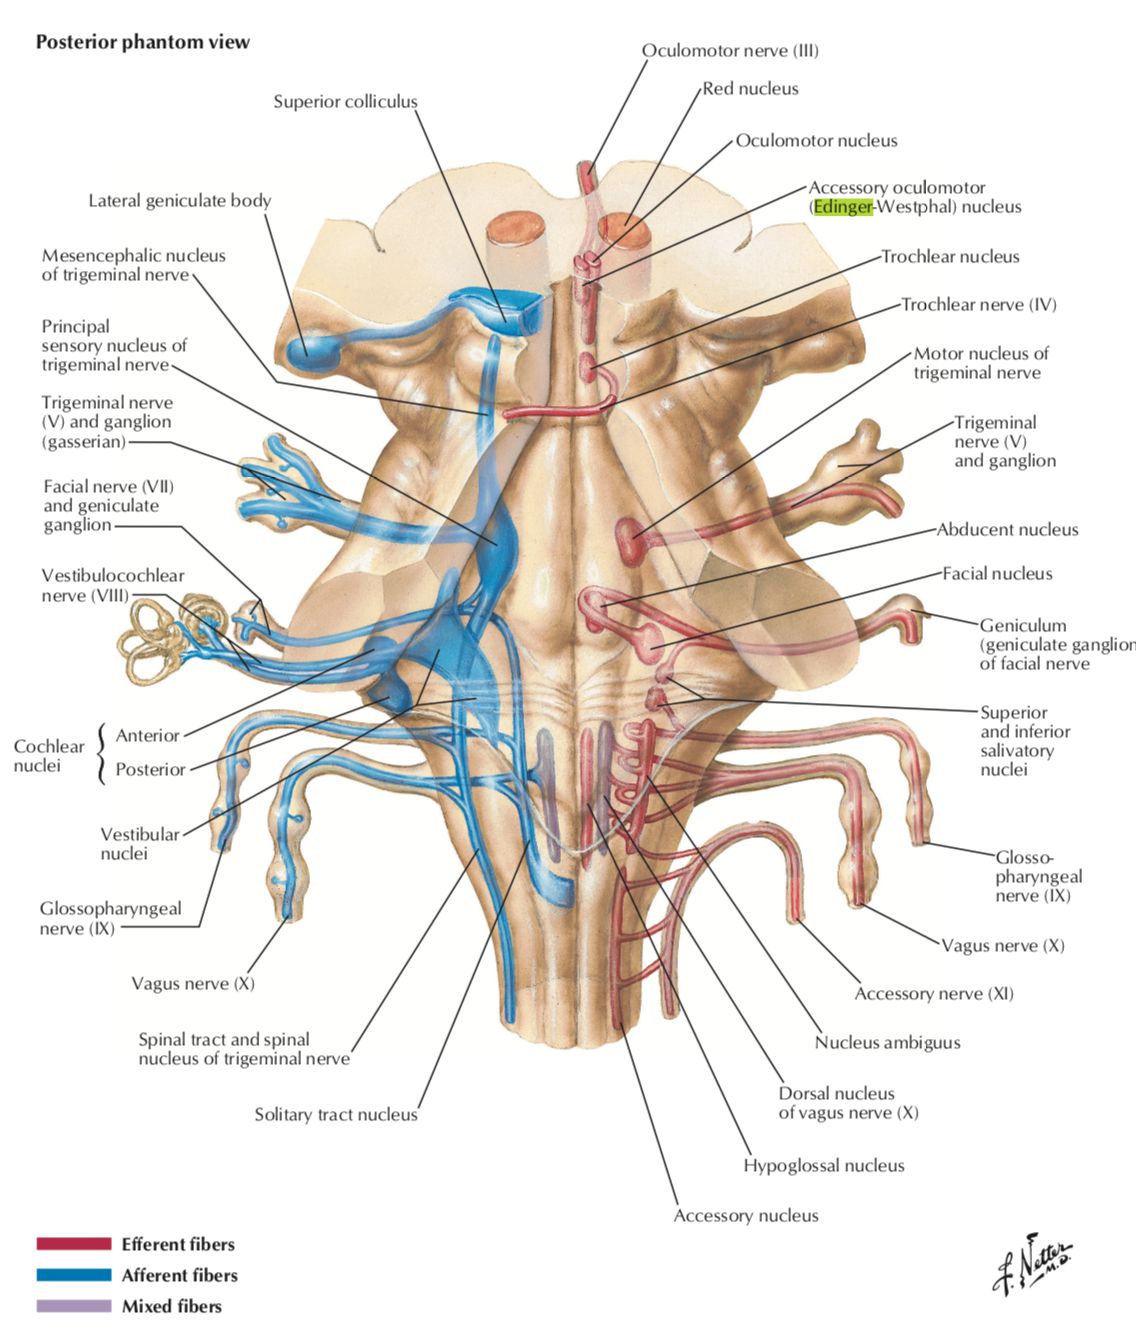 Posterior phantom view
Oculomotor nerve (III)
Red nucleus
Superior colliculus
Oculomotor nucleus
Accessory oculomotor
(Edinger-Westphal) nucleus
Lateral geniculate body
Trochlear nucleus
Mesencephalic nucleus
of trigeminal nerve
Trochlear nerve (IV)
Principal
sensory nucleus of
trigeminal nerve
Motor nucleus of
trigeminal nerve
Trigeminal nerve
(V) and ganglion
(gasserian)
Trigeminal
nerve (V)
and ganglion
Facial nerve (VII)
and geniculate
ganglion
Abducent nucleus
Facial nucleus
Vestibulocochlear
nerve (VIII)
Geniculum
(geniculate ganglion
of facial nerve
Cochlear
nuclei
Anterior
Posterior
Superior
and inferior
salivatory
nuclei
Vestibular
nuclei
Glosso-
pharyngeal
nerve (IX)
Glossopharyngeal
nerve (IX)
Vagus nerve (X)
Vagus nerve (X)
Accessory nerve (XI)
Spinal tract and spinal
nucleus of trigeminal nerve
Nucleus ambiguus
Solitary tract nucleus
Dorsal nucleus
of vagus nerve (X)
Hypoglossal nucleus
Accessory nucleus
Efferent fibers
Afferent fibers
Mixed fibers
F. Netter
M.D.